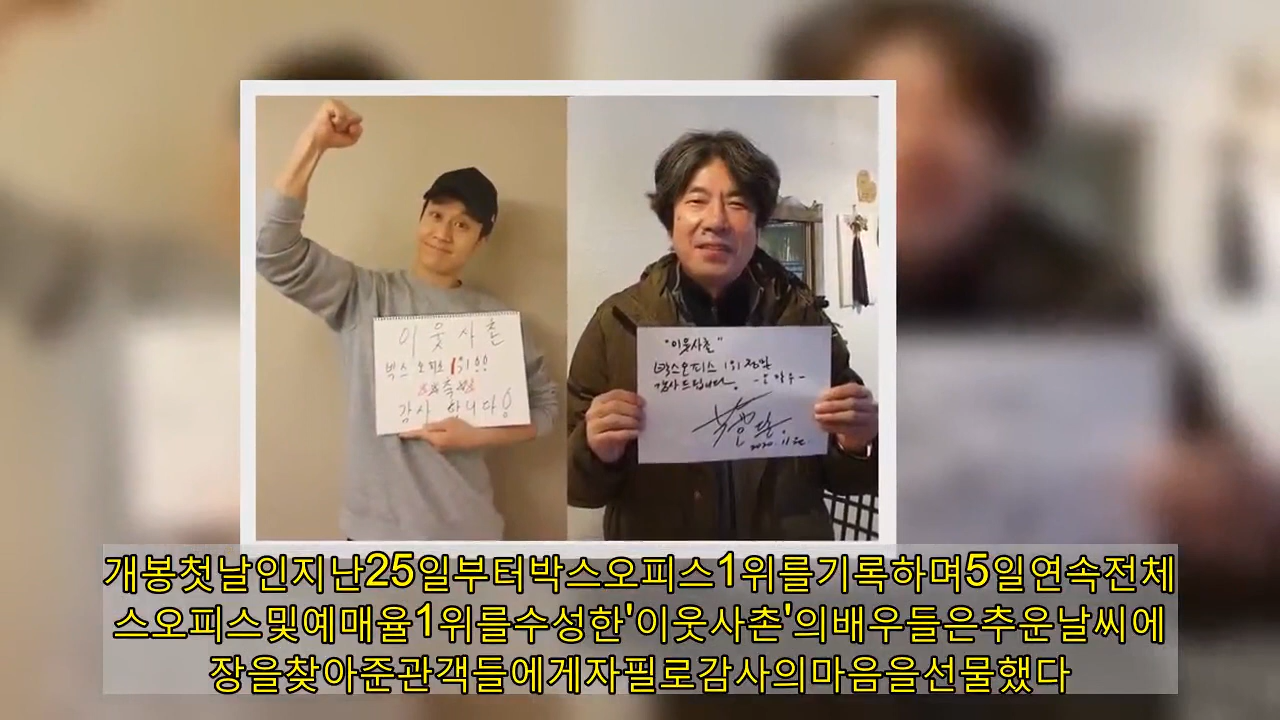 이웃사촌
박스오피스 1위!!
축
감사합니다!
"이웃사촌"
박스오피스 1위 정말
감사드립니다.
2020.11.
개봉첫날인지난25일부터박스오피스1위를기록하며5일연속전체
스오피스및예매율1위를수성한'이웃사촌'의배우들은추운날씨에
장을찾아준관객들에게자필로감사의마음을선물했다